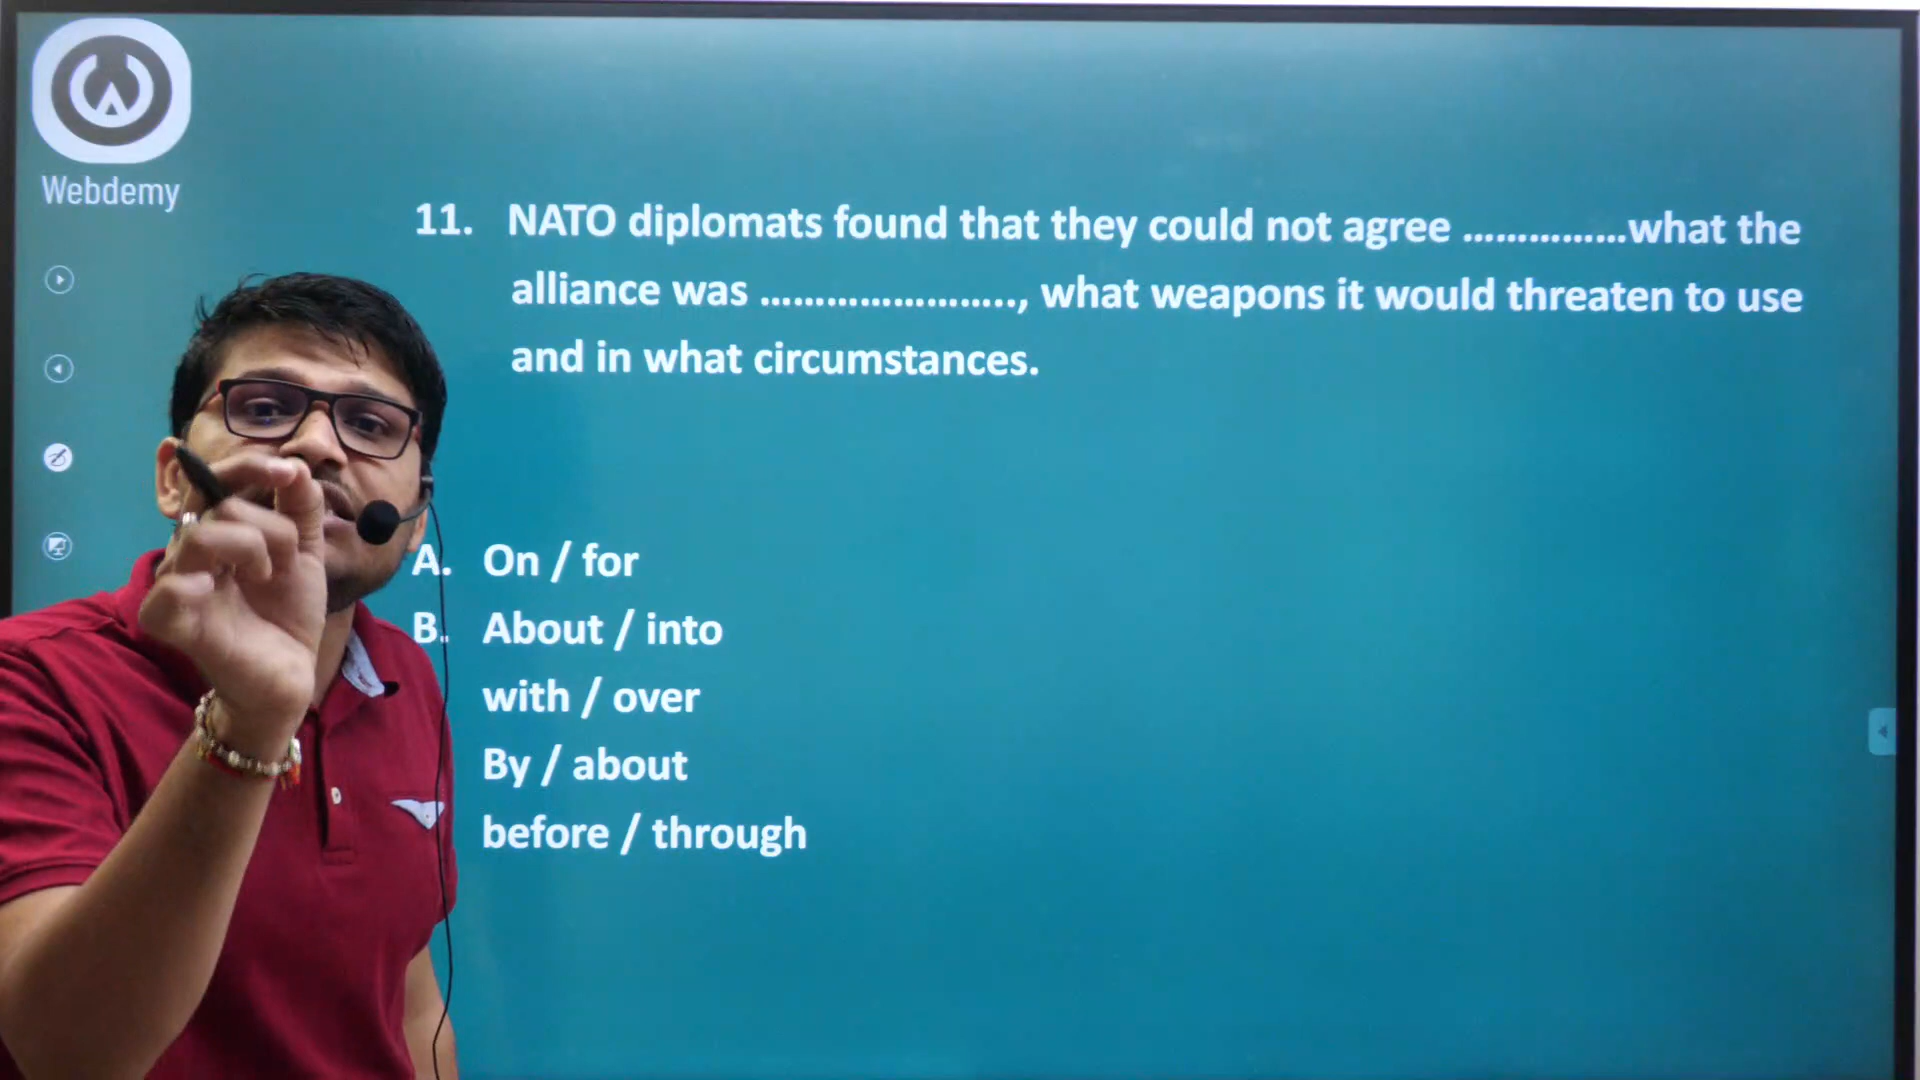 Webdemy
11. NATO diplomats found that they could not agree ...............what the
alliance was ........................, what weapons it would threaten to use
and in what circumstances.
A. On / for
B. About / into
with / over
By / about
before / through